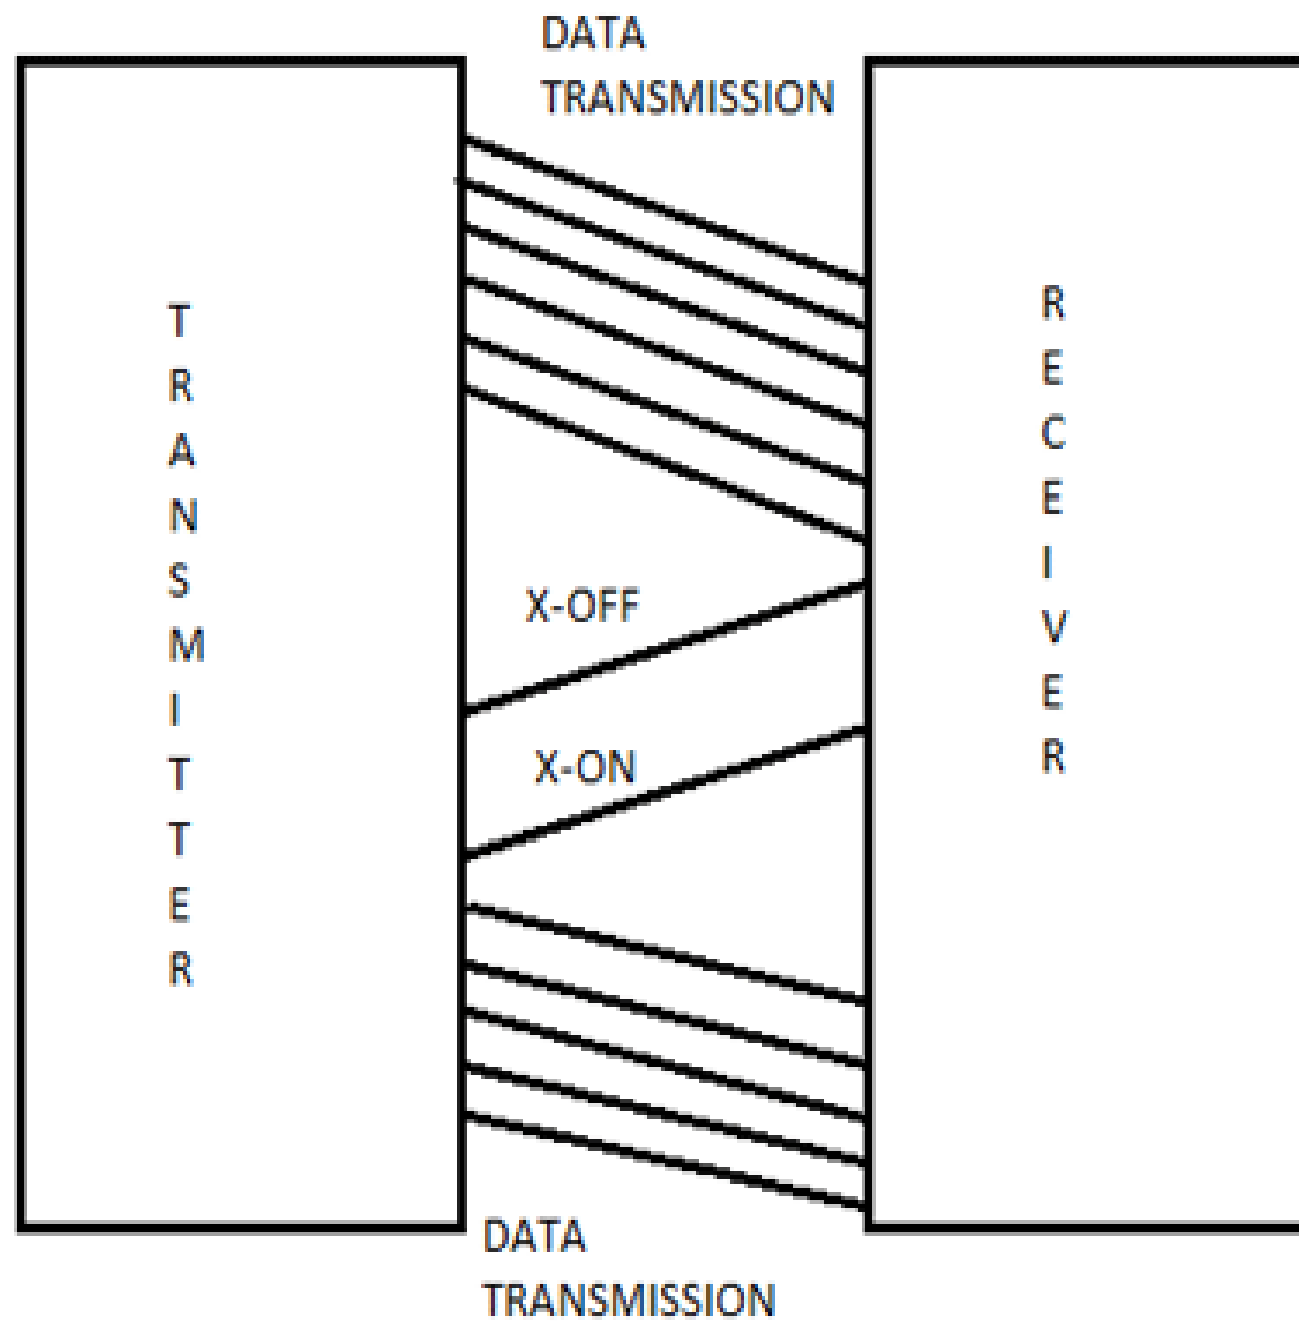 DATA
TRANSMISSION
T
R
A
N
S
M
I
T
T
E
R
X-OFF
X-ON
R
E
C
E
I
V
E
R
DATA
TRANSMISSION